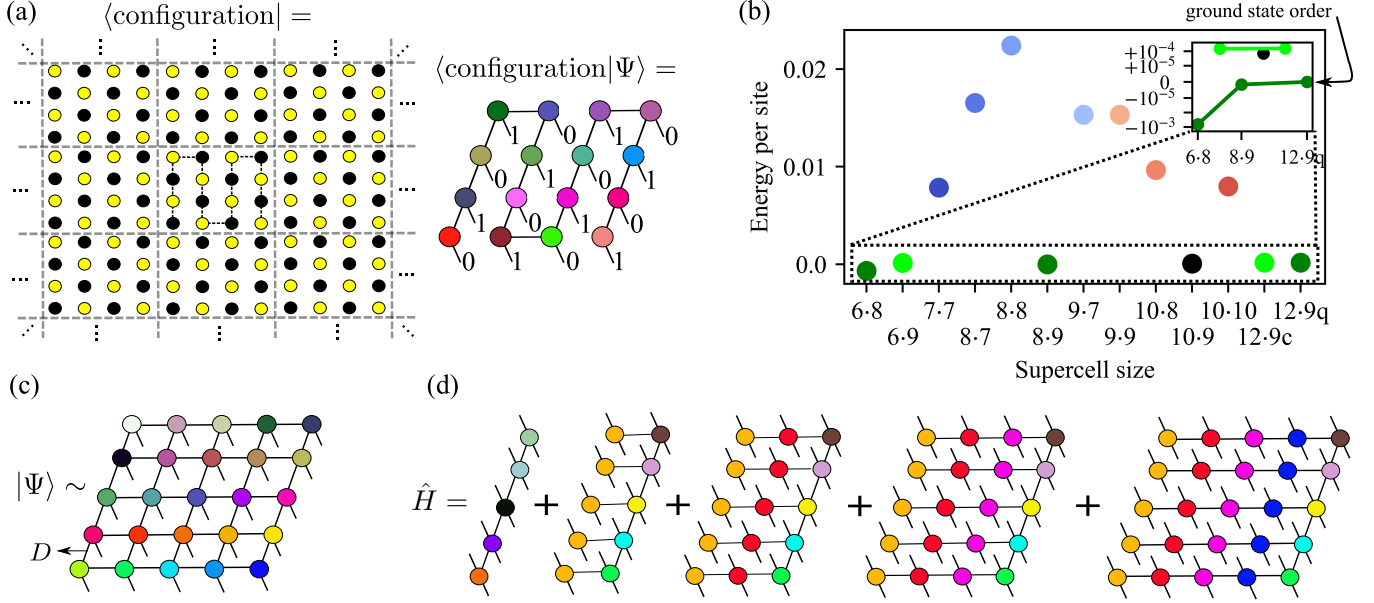 (a)
⟨configuration| =
⟨configuration|Ψ⟩ =
1 0 1 0
0 1 0 1
1 0 1 0
0 1 0 1
(b)
ground state order
Energy per site
0.02
0.01
0.0
+10⁻⁴
+10⁻⁵
0
−10⁻⁵
−10⁻³
6·8 8·9 12·9q
6·8 7·7 8·8 9·7 10·8 10·10 12·9q
6·9 8·7 8·9 9·9 10·9 12·9c
Supercell size
(c)
|Ψ⟩ ∼
D
(d)
Ĥ = + + + +